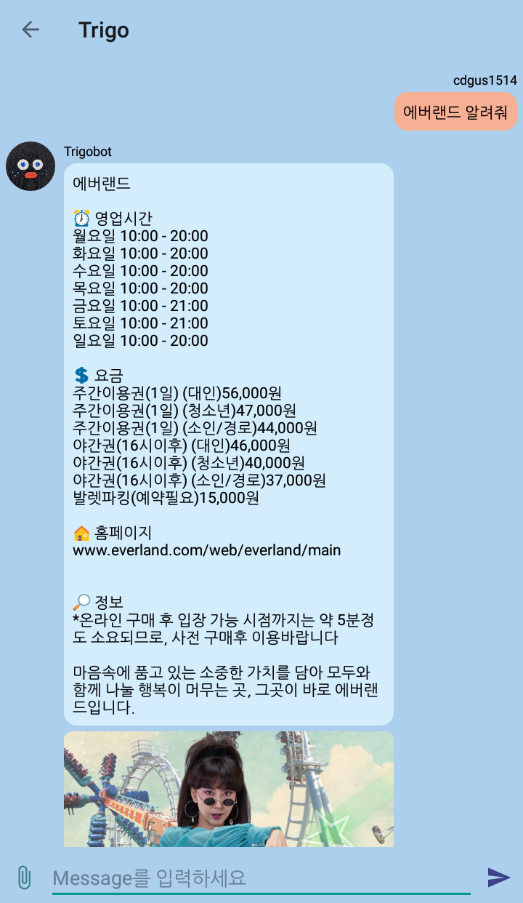 Trigo
cdgus1514
에버랜드 알려줘
Trigobot
에버랜드
⏰ 영업시간
월요일 10:00 - 20:00
화요일 10:00 - 20:00
수요일 10:00 - 20:00
목요일 10:00 - 20:00
금요일 10:00 - 21:00
토요일 10:00 - 21:00
일요일 10:00 - 20:00
💲 요금
주간이용권(1일) (대인)56,000원
주간이용권(1일) (청소년)47,000원
주간이용권(1일) (소인/경로)44,000원
야간권(16시이후) (대인)46,000원
야간권(16시이후) (청소년)40,000원
야간권(16시이후) (소인/경로)37,000원
발렛파킹(예약필요)15,000원
🏠 홈페이지
www.everland.com/web/everland/main
🔎 정보
*온라인 구매 후 입장 가능 시점까지는 약 5분정
도 소요되므로, 사전 구매후 이용바랍니다
마음속에 품고 있는 소중한 가치를 담아 모두와
함께 나눌 행복이 머무는 곳, 그곳이 바로 에버랜
드입니다.
Message를 입력하세요